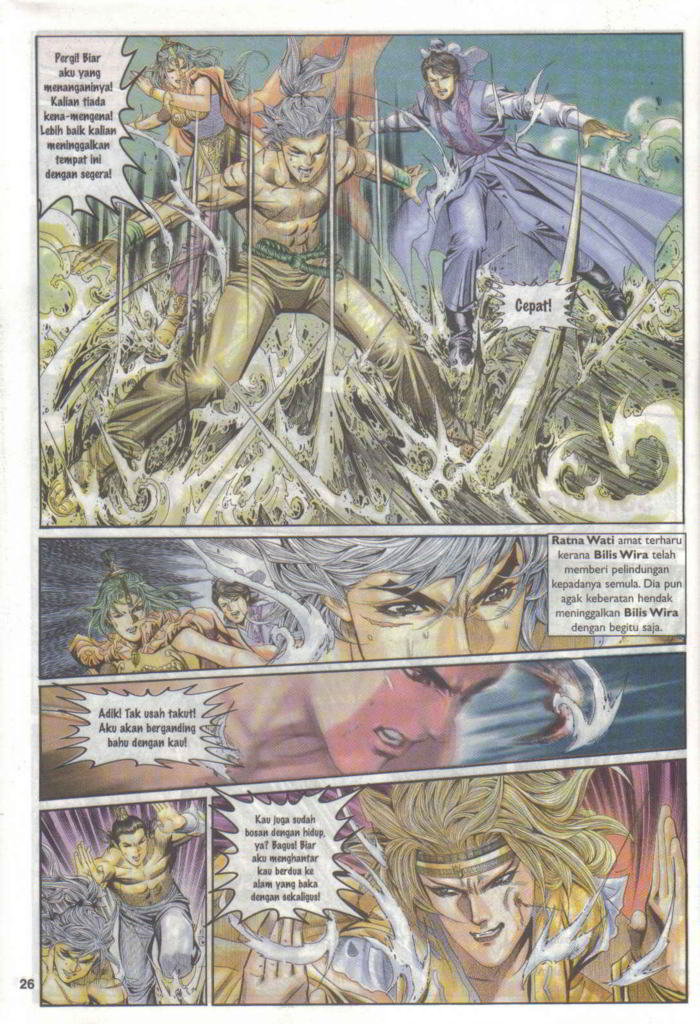 Pergi! Biar
aku yang
menanganinya!
Kalian tiada
kena-mengena!
Lebih baik kalian
meninggalkan
tempat ini
dengan segera!
Cepat!
Ratna Wati amat terharu
kerana Bilis Wira telah
memberi pelindungan
kepadanya semula. Dia pun
agak keberatan hendak
meninggalkan Bilis Wira
dengan begitu saja.
Adik! Tak usah takut!
Aku akan berganding
bahu dengan kau!
Kau juga sudah
bosan dengan hidup,
ya? Bagus! Biar
aku menghantar
kau berdua ke
alam yang baka
dengan sekaligus!
26